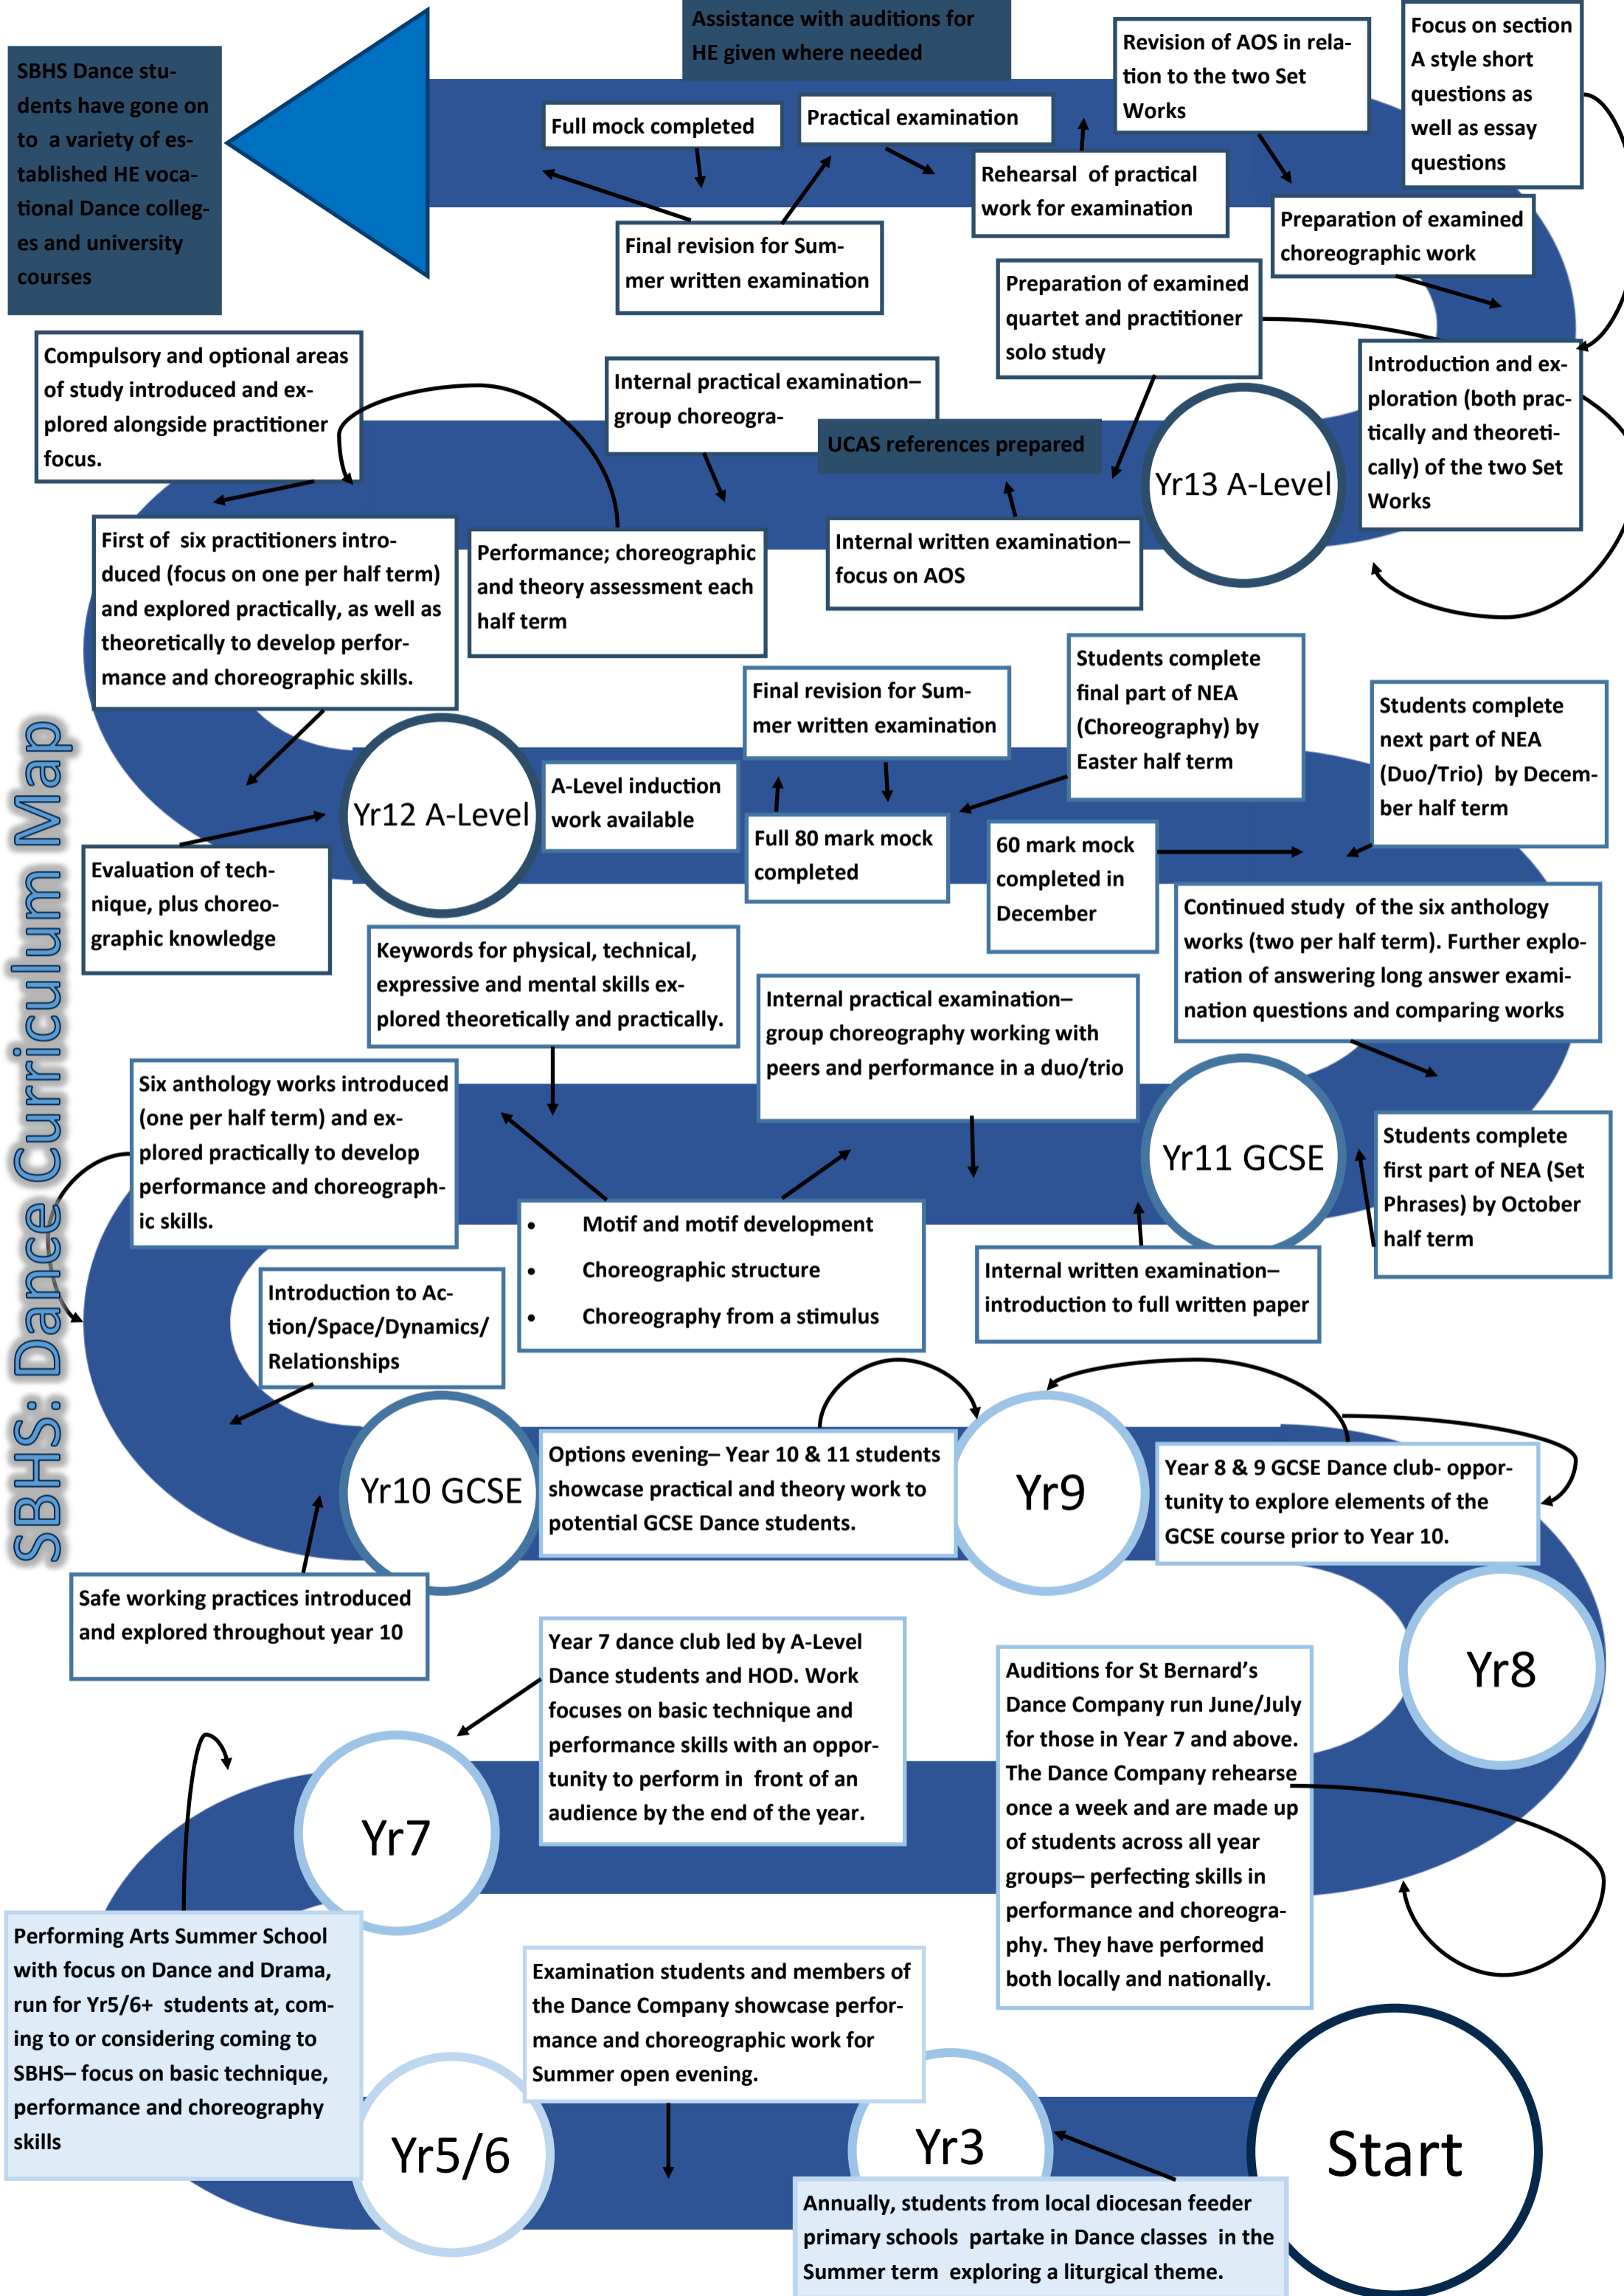 Assistance with auditions for
HE given where needed
SBHS Dance stu-
dents have gone on
to a variety of es-
tablished HE voca-
tional Dance colleg-
es and university
courses
Full mock completed
Practical examination
Revision of AOS in rela-
tion to the two Set
Works
Focus on section
A style short
questions as
well as essay
questions
Final revision for Sum-
mer written examination
Rehearsal of practical
work for examination
Preparation of examined
choreographic work
Preparation of examined
quartet and practitioner
solo study
Introduction and ex-
ploration (both prac-
tically and theoreti-
cally) of the two Set
Works
Compulsory and optional areas
of study introduced and ex-
plored alongside practitioner
focus.
Internal practical examination–
group choreogra-
UCAS references prepared
Yr13 A-Level
First of six practitioners intro-
duced (focus on one per half term)
and explored practically, as well as
theoretically to develop perfor-
mance and choreographic skills.
Performance; choreographic
and theory assessment each
half term
Internal written examination–
focus on AOS
SBHS: Dance Curriculum Map
Yr12 A-Level
Evaluation of tech-
nique, plus choreo-
graphic knowledge
A-Level induction
work available
Final revision for Sum-
mer written examination
Full 80 mark mock
completed
Students complete
final part of NEA
(Choreography) by
Easter half term
60 mark mock
completed in
December
Students complete
next part of NEA
(Duo/Trio) by Decem-
ber half term
Continued study of the six anthology
works (two per half term). Further explo-
ration of answering long answer exami-
nation questions and comparing works
Keywords for physical, technical,
expressive and mental skills ex-
plored theoretically and practically.
Internal practical examination–
group choreography working with
peers and performance in a duo/trio
Six anthology works introduced
(one per half term) and ex-
plored practically to develop
performance and choreograph-
ic skills.
Yr11 GCSE
Students complete
first part of NEA (Set
Phrases) by October
half term
• Motif and motif development
• Choreographic structure
• Choreography from a stimulus
Internal written examination–
introduction to full written paper
Introduction to Ac-
tion/Space/Dynamics/
Relationships
Yr10 GCSE
Options evening– Year 10 & 11 students
showcase practical and theory work to
potential GCSE Dance students.
Yr9
Year 8 & 9 GCSE Dance club- oppor-
tunity to explore elements of the
GCSE course prior to Year 10.
Safe working practices introduced
and explored throughout year 10
Year 7 dance club led by A-Level
Dance students and HOD. Work
focuses on basic technique and
performance skills with an oppor-
tunity to perform in front of an
audience by the end of the year.
Auditions for St Bernard’s
Dance Company run June/July
for those in Year 7 and above.
The Dance Company rehearse
once a week and are made up
of students across all year
groups– perfecting skills in
performance and choreogra-
phy. They have performed
both locally and nationally.
Yr8
Yr7
Performing Arts Summer School
with focus on Dance and Drama,
run for Yr5/6+ students at, com-
ing to or considering coming to
SBHS– focus on basic technique,
performance and choreography
skills
Examination students and members of
the Dance Company showcase perfor-
mance and choreographic work for
Summer open evening.
Yr5/6
Yr3
Start
Annually, students from local diocesan feeder
primary schools partake in Dance classes in the
Summer term exploring a liturgical theme.